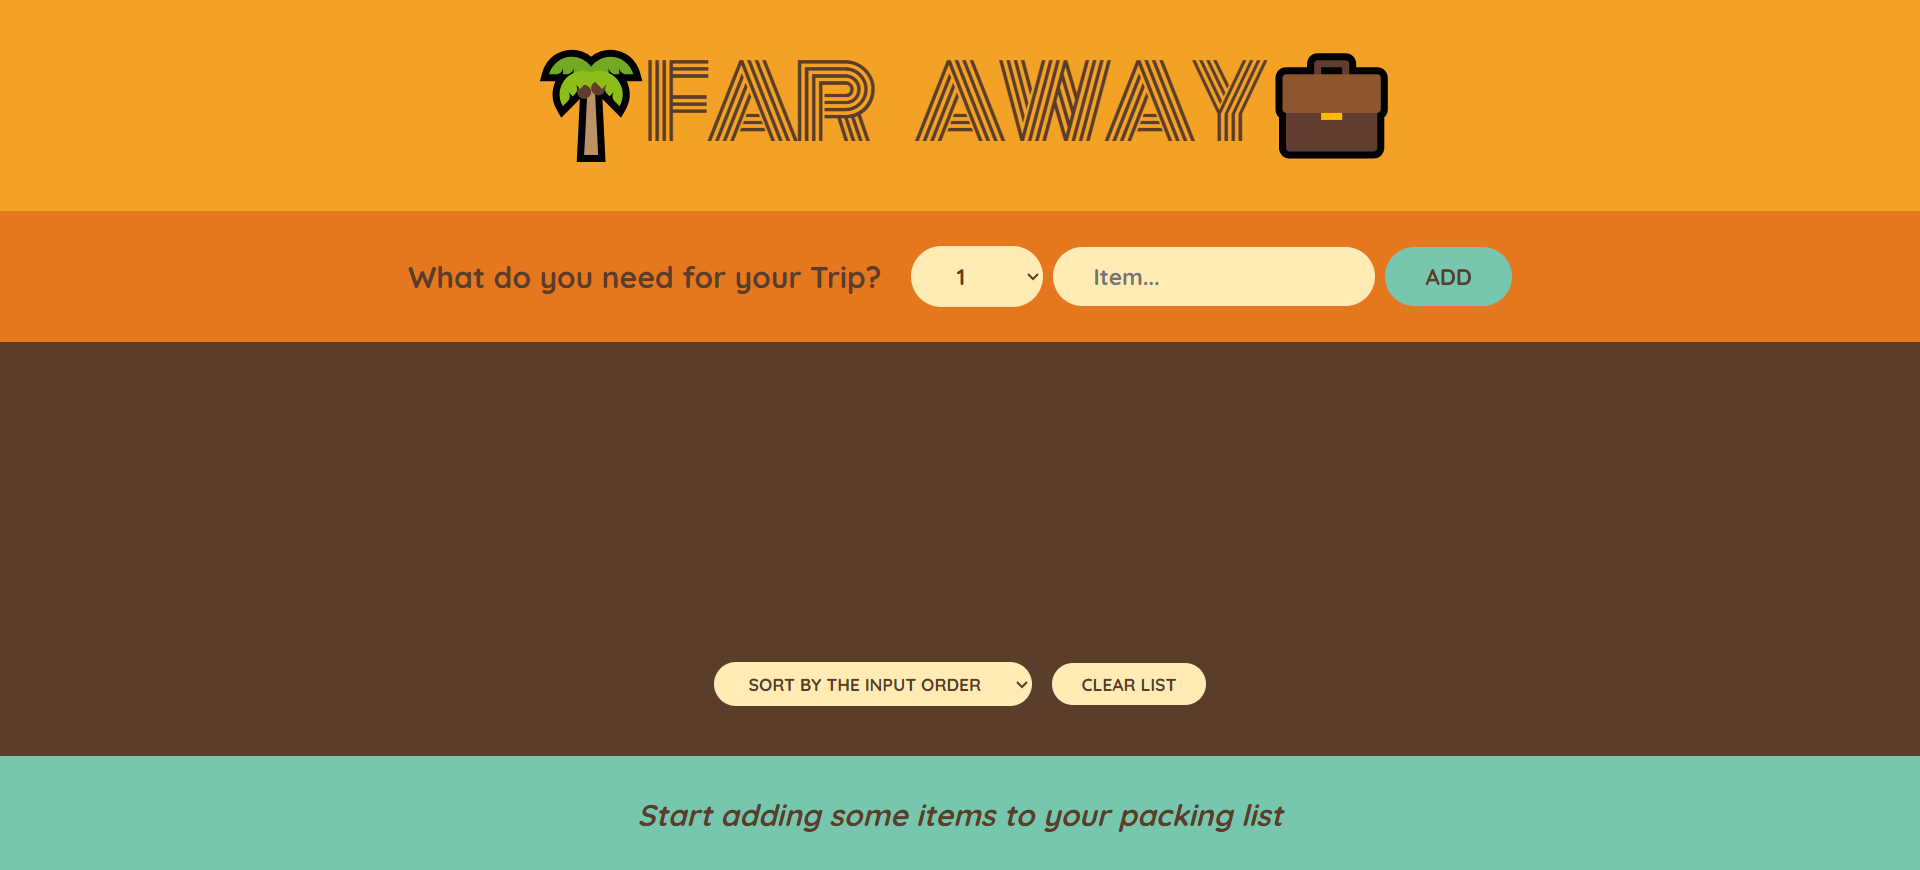 FAR AWAY
What do you need for your Trip? 1 Item... ADD
SORT BY THE INPUT ORDER CLEAR LIST
Start adding some items to your packing list